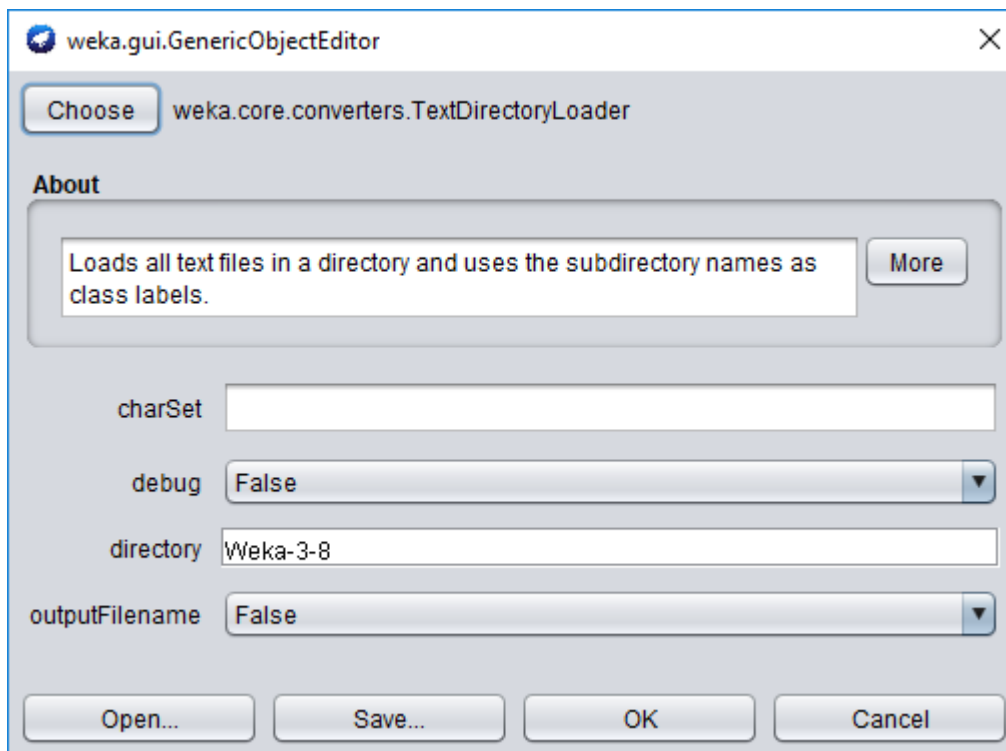 weka.gui.GenericObjectEditor
Choose weka.core.converters.TextDirectoryLoader
About
Loads all text files in a directory and uses the subdirectory names as
class labels.
More
charSet
debug False
directory Weka-3-8
outputFilename False
Open... Save... OK Cancel